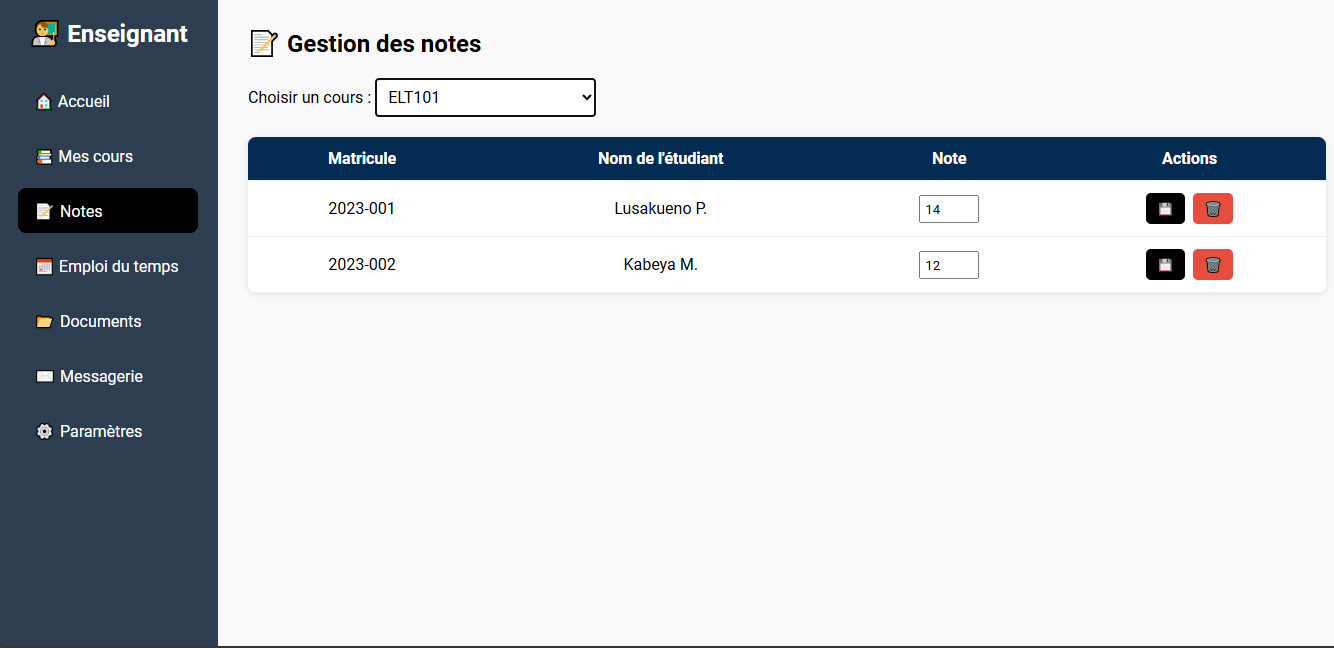 Enseignant
Accueil
Mes cours
Notes
Emploi du temps
Documents
Messagerie
Paramètres
Gestion des notes
Choisir un cours : ELT101
Matricule Nom de l'étudiant Note Actions
2023-001 Lusakueno P. 14
2023-002 Kabeya M. 12